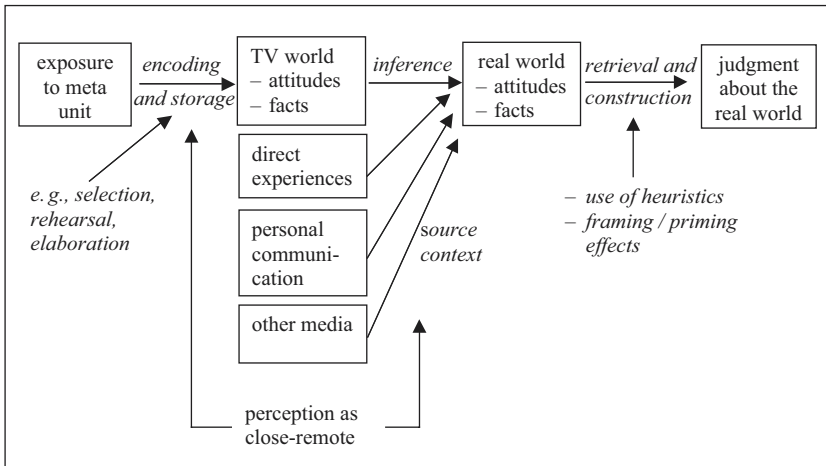 exposure
to meta
unit
encoding
and storage
TV world
– attitudes
– facts
inference
real world
– attitudes
– facts
retrieval and
construction
judgment
about the
real world
direct
experiences
personal
communi-
cation
other media
e. g., selection,
rehearsal,
elaboration
source
context
– use of heuristics
– framing / priming
effects
perception as
close-remote